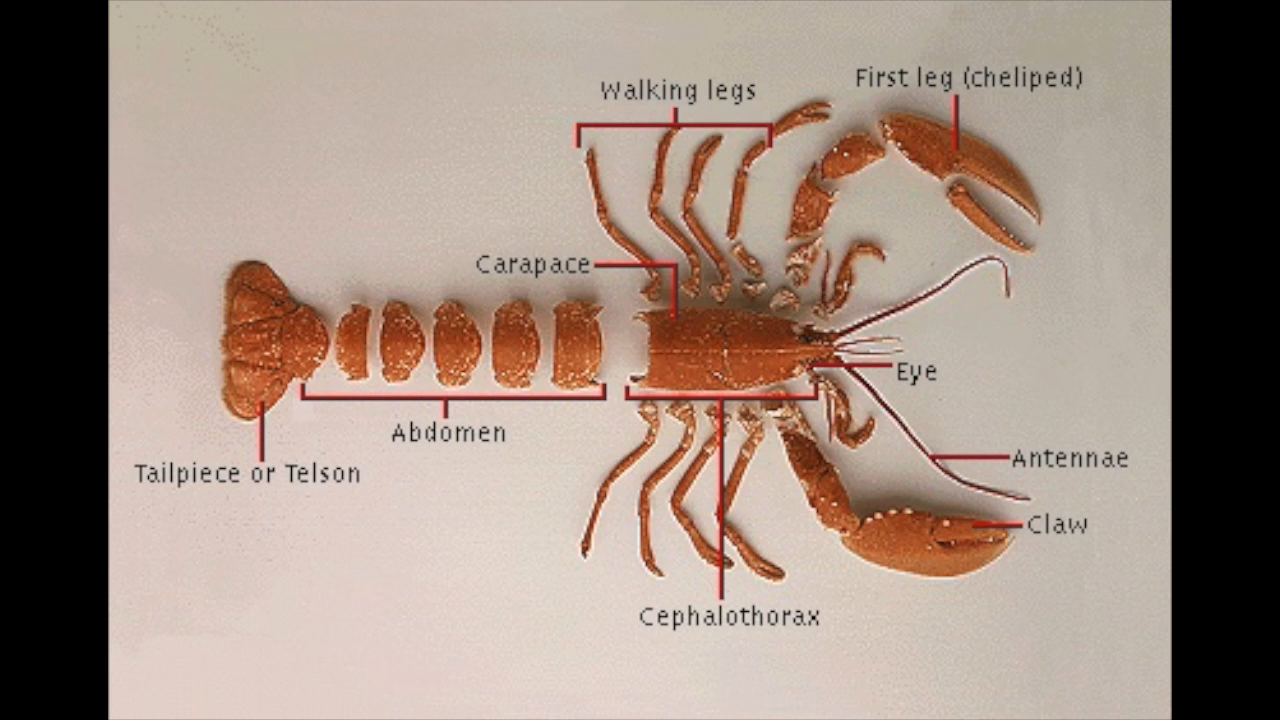 Walking legs
First leg (cheliped)
Carapace
Eye
Abdomen
Antennae
Tailpiece or Telson
Claw
Cephalothorax